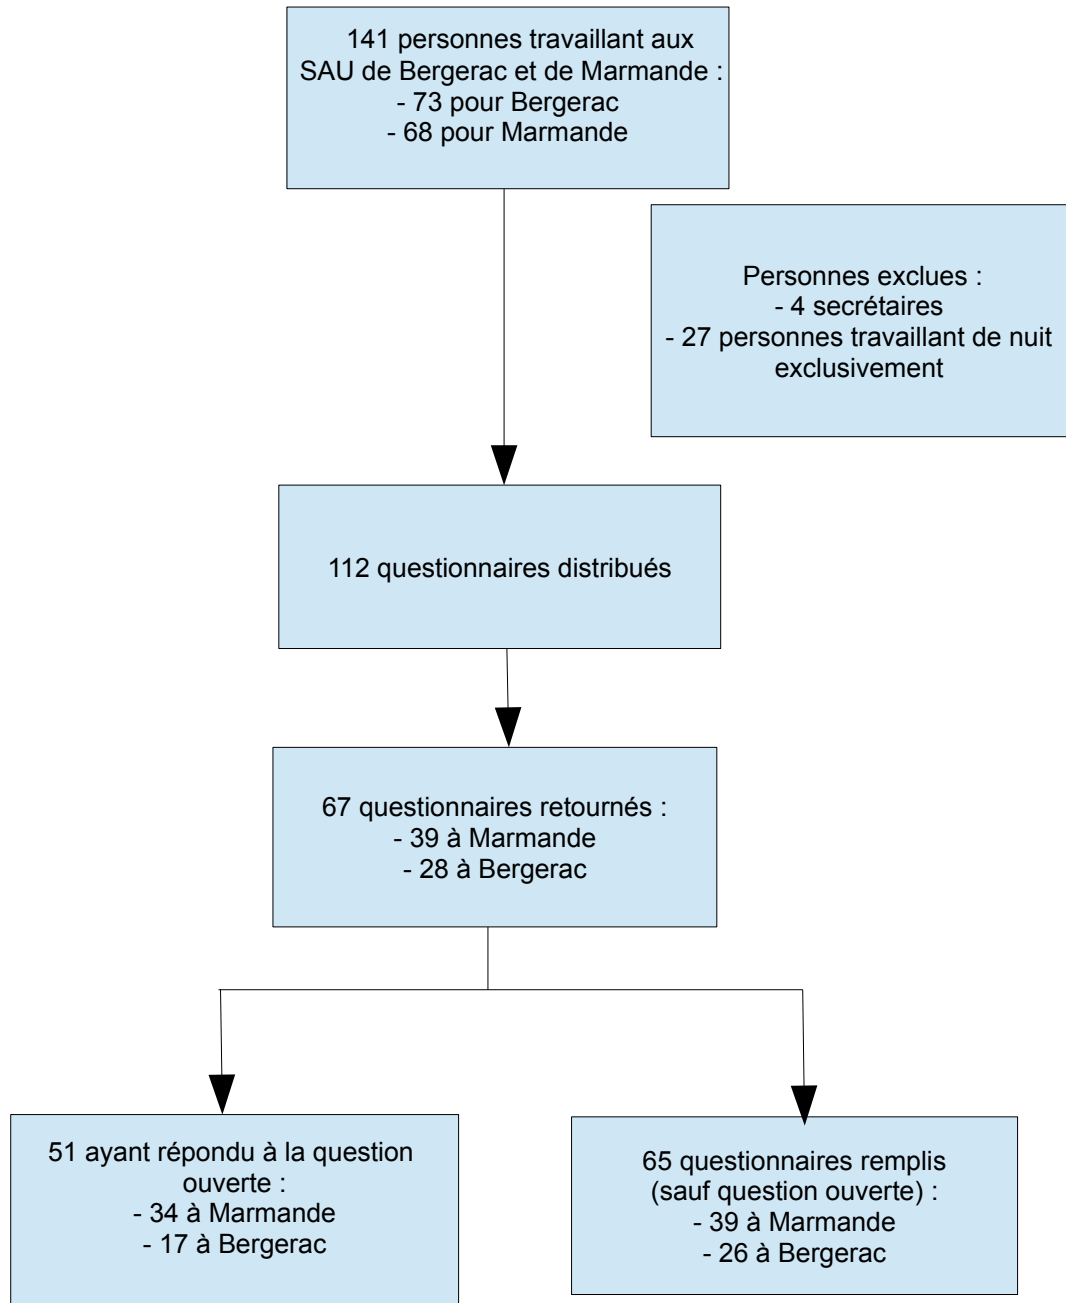 141 personnes travaillant aux
SAU de Bergerac et de Marmande :
- 73 pour Bergerac
- 68 pour Marmande
Personnes exclues :
- 4 secrétaires
- 27 personnes travaillant de nuit
exclusivement
112 questionnaires distribués
67 questionnaires retournés :
- 39 à Marmande
- 28 à Bergerac
51 ayant répondu à la question
ouverte :
- 34 à Marmande
- 17 à Bergerac
65 questionnaires remplis
(sauf question ouverte) :
- 39 à Marmande
- 26 à Bergerac